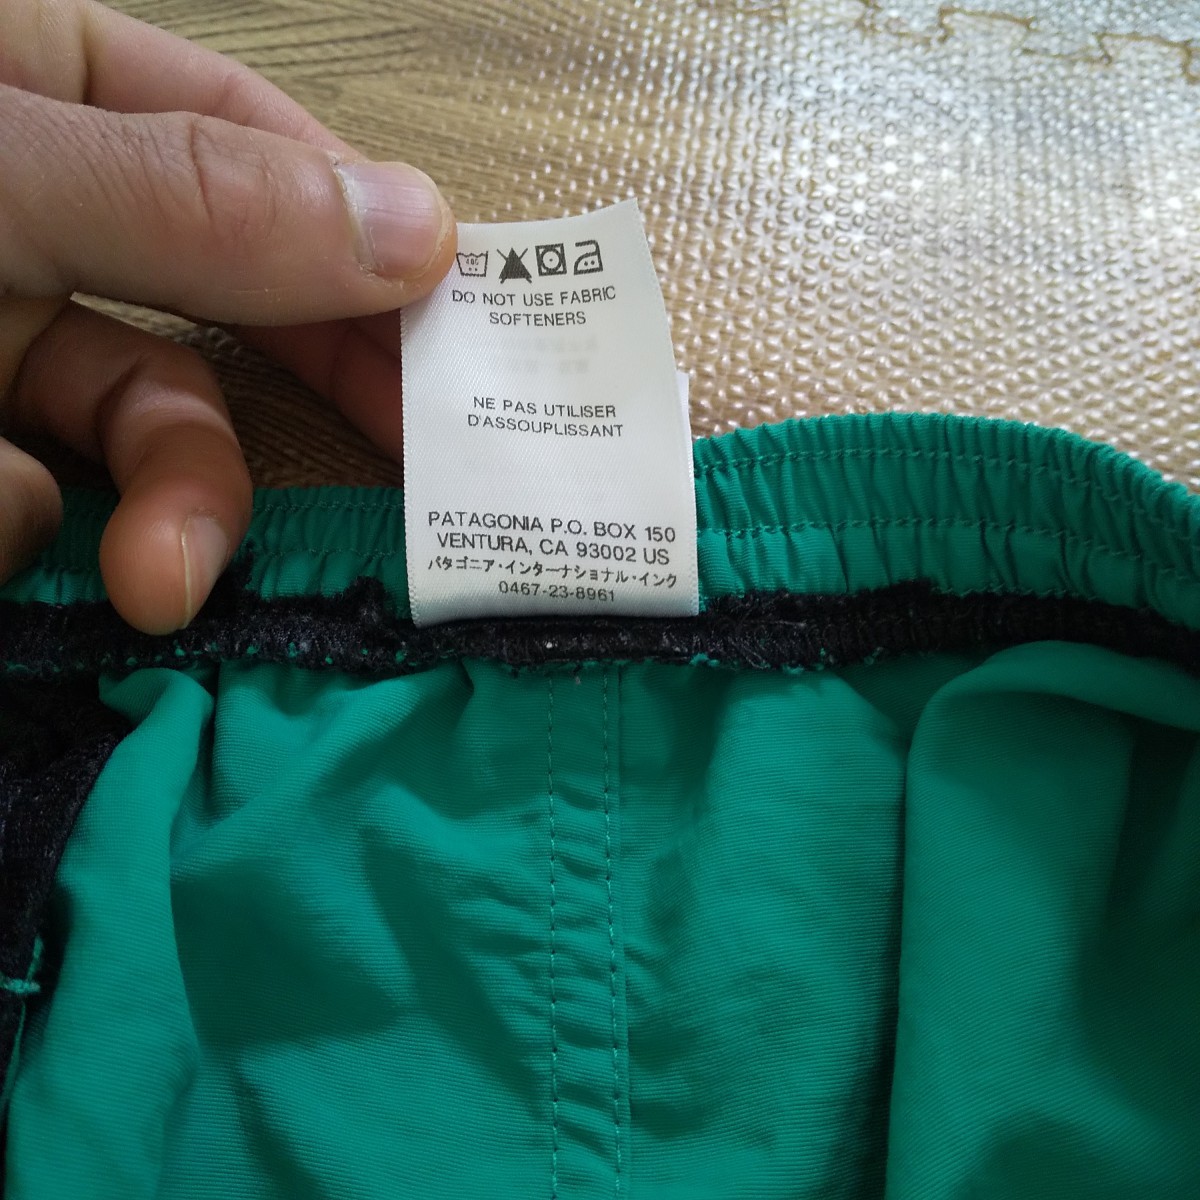 40C
DO NOT USE FABRIC
SOFTENERS
NE PAS UTILISER
D'ASSOUPLISSANT
PATAGONIA P.O. BOX 150
VENTURA, CA 93002 US
パタゴニア・インターナショナル・インク
0467-23-8961